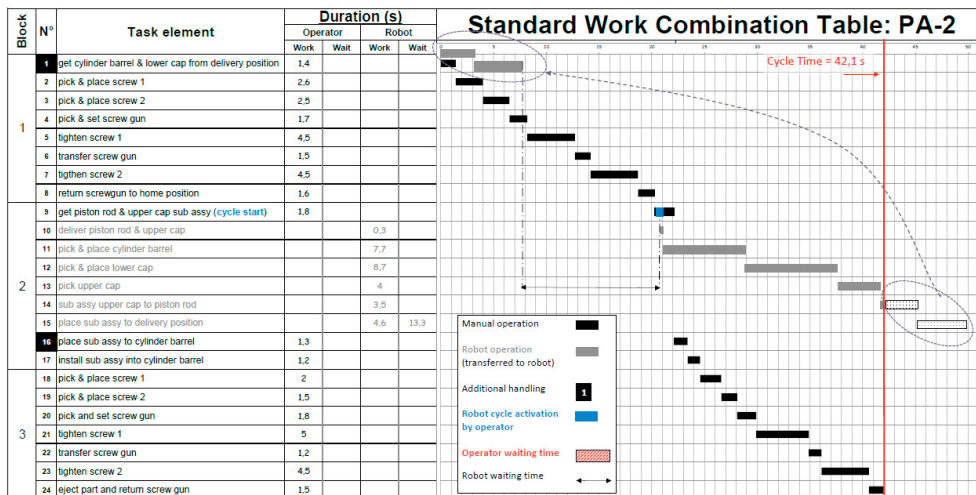 Standard Work Combination Table: PA-2
Block N° Task element Duration (s)
Operator Robot
Work Wait Work Wait
0 5 10 15 20 25 30 35 40 45 50
Cycle Time = 42,1 s
1
1 get cylinder barrel & lower cap from delivery position 1,4
2 pick & place screw 1 2,6
3 pick & place screw 2 2,5
4 pick & set screw gun 1,7
5 tighten screw 1 4,5
6 transfer screw gun 1,5
7 tigthen screw 2 4,5
8 return screwgun to home position 1,6
2
9 get piston rod & upper cap sub assy (cycle start) 1,8
10 deliver piston rod & upper cap 0,3
11 pick & place cylinder barrel 7,7
12 pick & place lower cap 8,7
13 pick upper cap 4
14 sub assy upper cap to piston rod 3,5
15 place sub assy to delivery position 4,6 13,3
16 place sub assy to cylinder barrel 1,3
17 install sub assy into cylinder barrel 1,2
3
18 pick & place screw 1 2
19 pick & place screw 2 1,5
20 pick and set screw gun 1,8
21 tighten screw 1 5
22 transfer screw gun 1,2
23 tighten screw 2 4,5
24 eject part and return screw gun 1,5
Manual operation
Robot operation
(transferred to robot)
Additional handling 1
Robot cycle activation
by operator
Operator waiting time
Robot waiting time